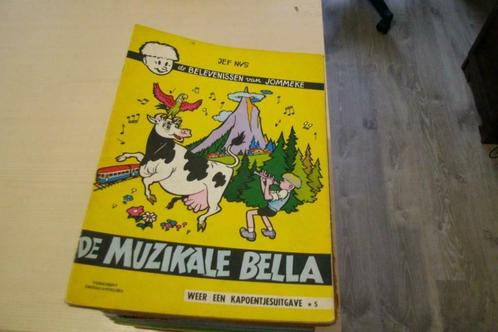 JEF NYS
de BELEVENISSEN van JOMMEKE
DE MUZIKALE BELLA
WEER EEN KAPOENTJESUITGAVE ★ 5